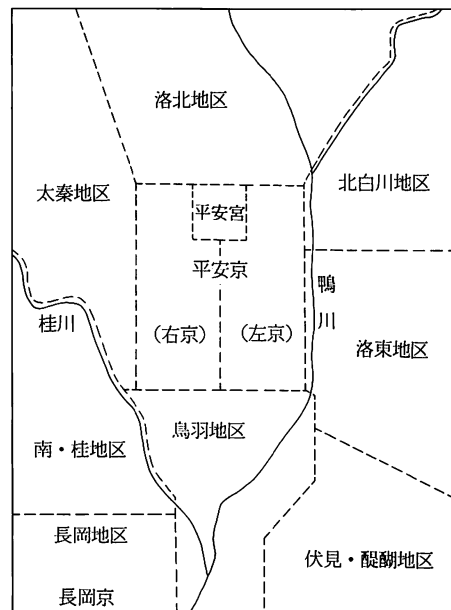 洛北地区
北白川地区
太秦地区
平安宮
平安京
鴨川
桂川
（右京）
（左京）
洛東地区
鳥羽地区
南・桂地区
長岡地区
伏見・醍醐地区
長岡京